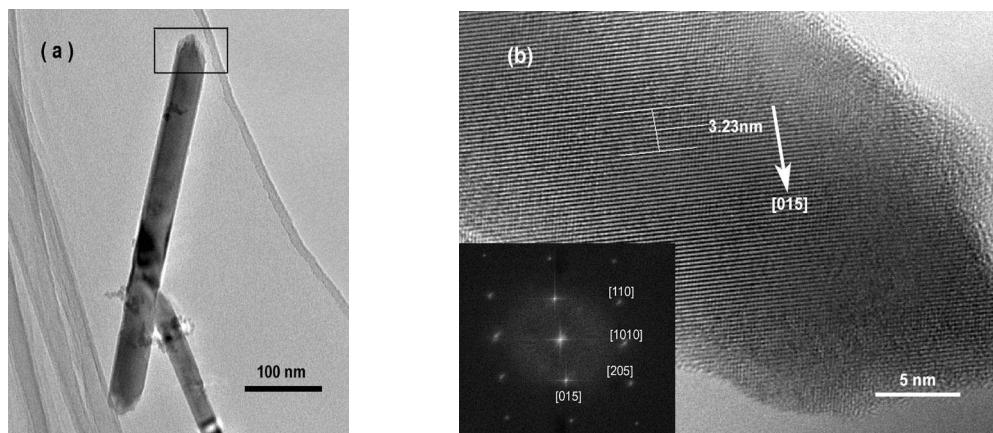 ( a )
100 nm
(b)
3.23nm
[015]
[110]
[1010]
[205]
[015]
5 nm